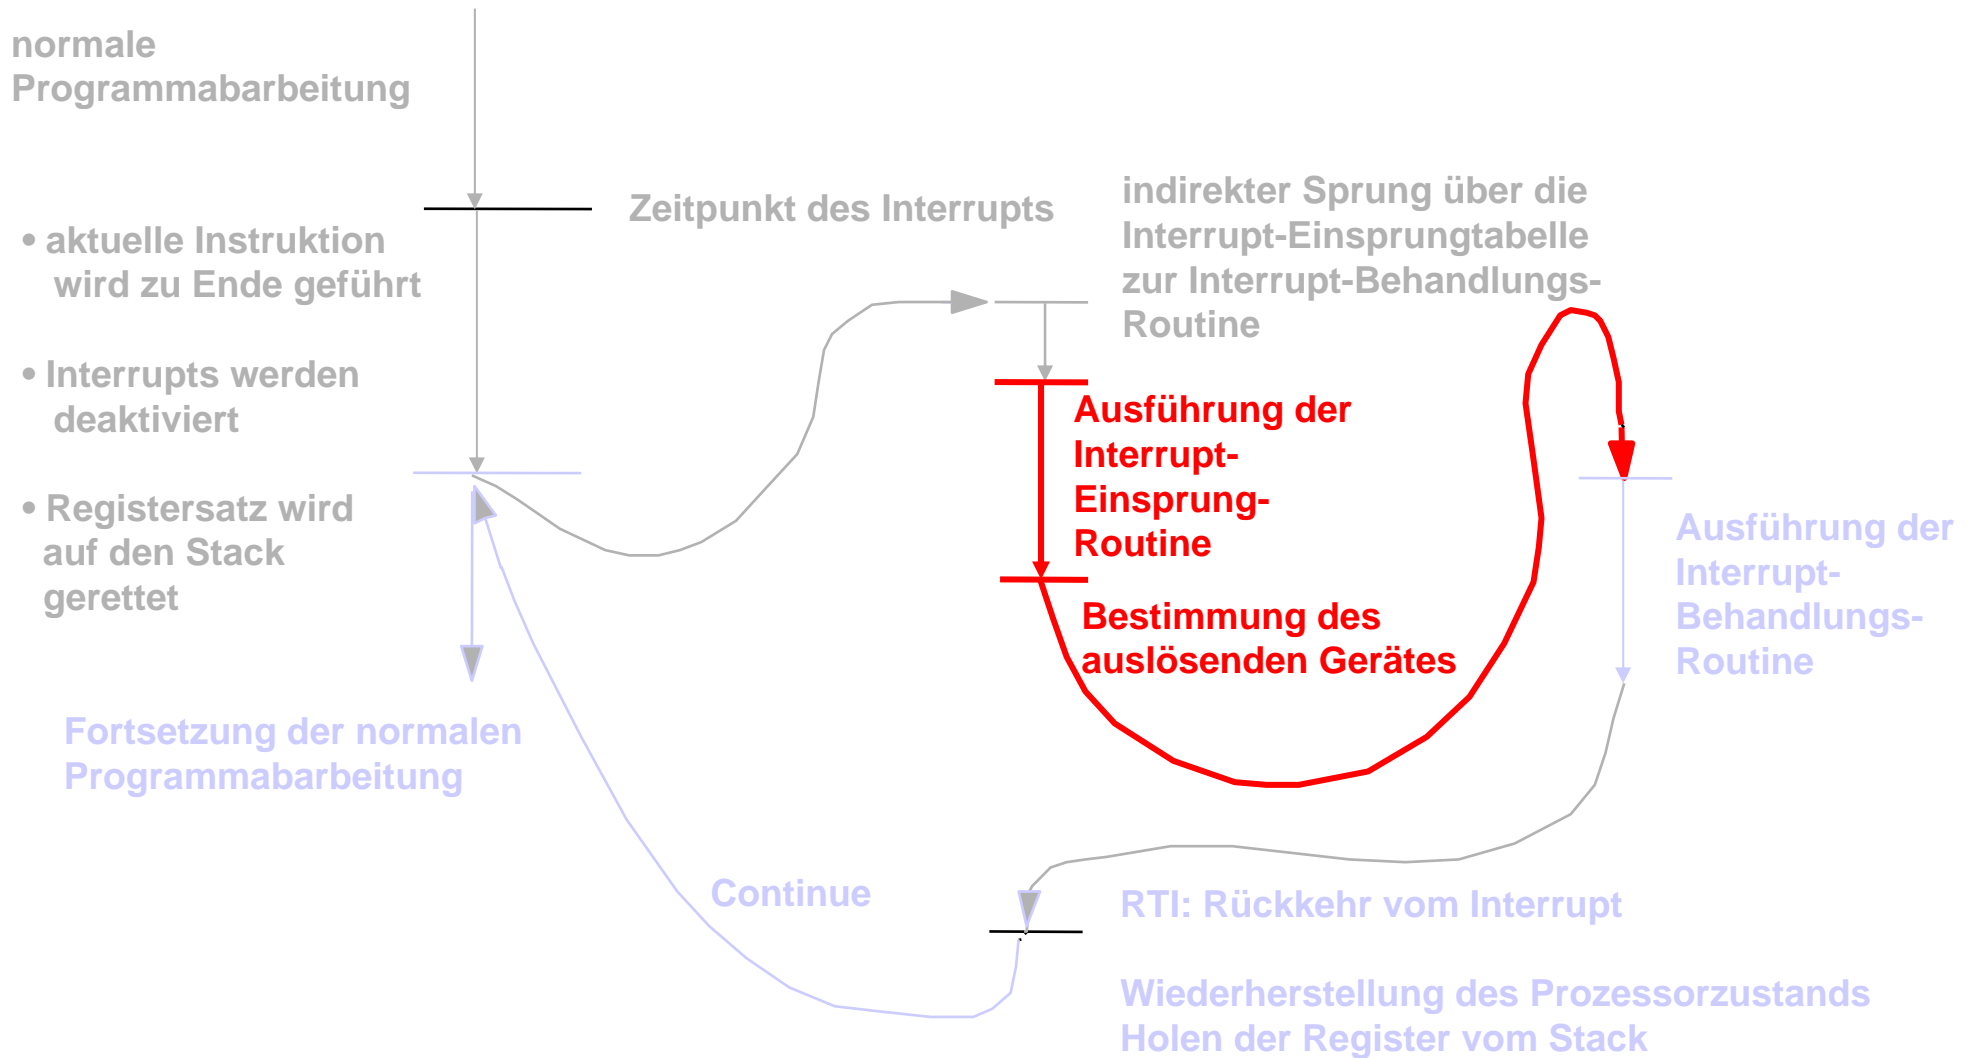 normale
Programmabarbeitung
Zeitpunkt des Interrupts
• aktuelle Instruktion
wird zu Ende geführt
• Interrupts werden
deaktiviert
• Registersatz wird
auf den Stack
gerettet
indirekter Sprung über die
Interrupt-Einsprungtabelle
zur Interrupt-Behandlungs-
Routine
Ausführung der
Interrupt-
Einsprung-
Routine
Bestimmung des
auslösenden Gerätes
Ausführung der
Interrupt-
Behandlungs-
Routine
Fortsetzung der normalen
Programmabarbeitung
Continue
RTI: Rückkehr vom Interrupt
Wiederherstellung des Prozessorzustands
Holen der Register vom Stack